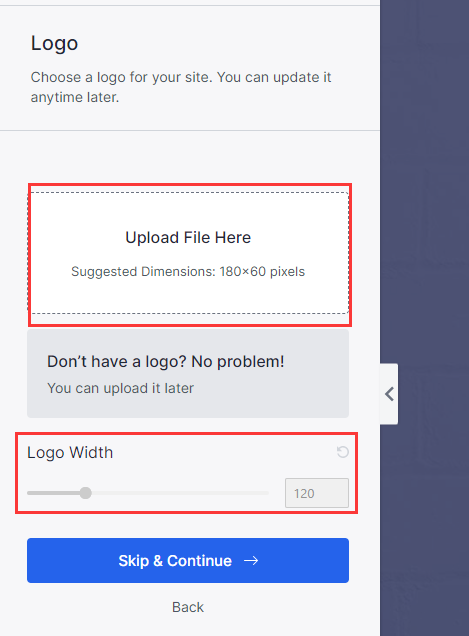 Logo
Choose a logo for your site. You can update it
anytime later.
Upload File Here
Suggested Dimensions: 180×60 pixels
Don’t have a logo? No problem!
You can upload it later
Logo Width
120
Skip & Continue →
Back